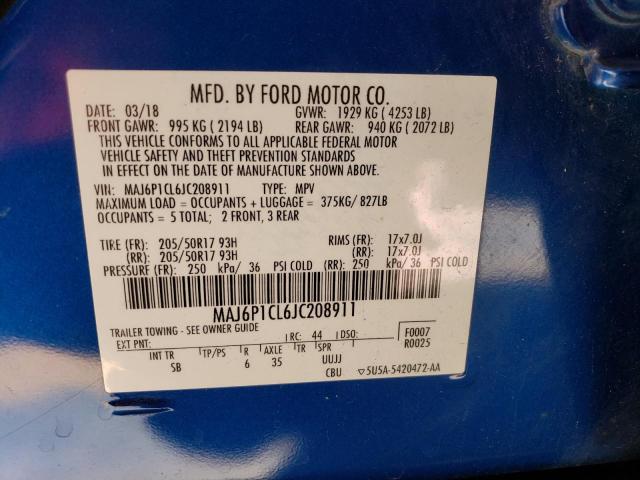 MFD. BY FORD MOTOR CO.
DATE: 03/18 GVWR: 1929 KG ( 4253 LB)
FRONT GAWR: 995 KG ( 2194 LB) REAR GAWR: 940 KG ( 2072 LB)
THIS VEHICLE CONFORMS TO ALL APPLICABLE FEDERAL MOTOR
VEHICLE SAFETY AND THEFT PREVENTION STANDARDS
IN EFFECT ON THE DATE OF MANUFACTURE SHOWN ABOVE.
VIN: MAJ6P1CL6JC208911 TYPE: MPV
MAXIMUM LOAD = OCCUPANTS + LUGGAGE = 375KG/ 827LB
OCCUPANTS = 5 TOTAL; 2 FRONT, 3 REAR
TIRE (FR): 205/50R17 93H RIMS (FR): 17x7.0J
(RR): 205/50R17 93H (RR): 17x7.0J
PRESSURE (FR): 250 kPa/ 36 PSI COLD (RR): 250 kPa/ 36 PSI COLD
MAJ6P1CL6JC208911
TRAILER TOWING - SEE OWNER GUIDE
EXT PNT: RC: 44 DSO: F0007
R0025
INT TR TP/PS R AXLE TR SPR UUJJ
SB 6 35 CBU ▽5U5A-5420472-AA